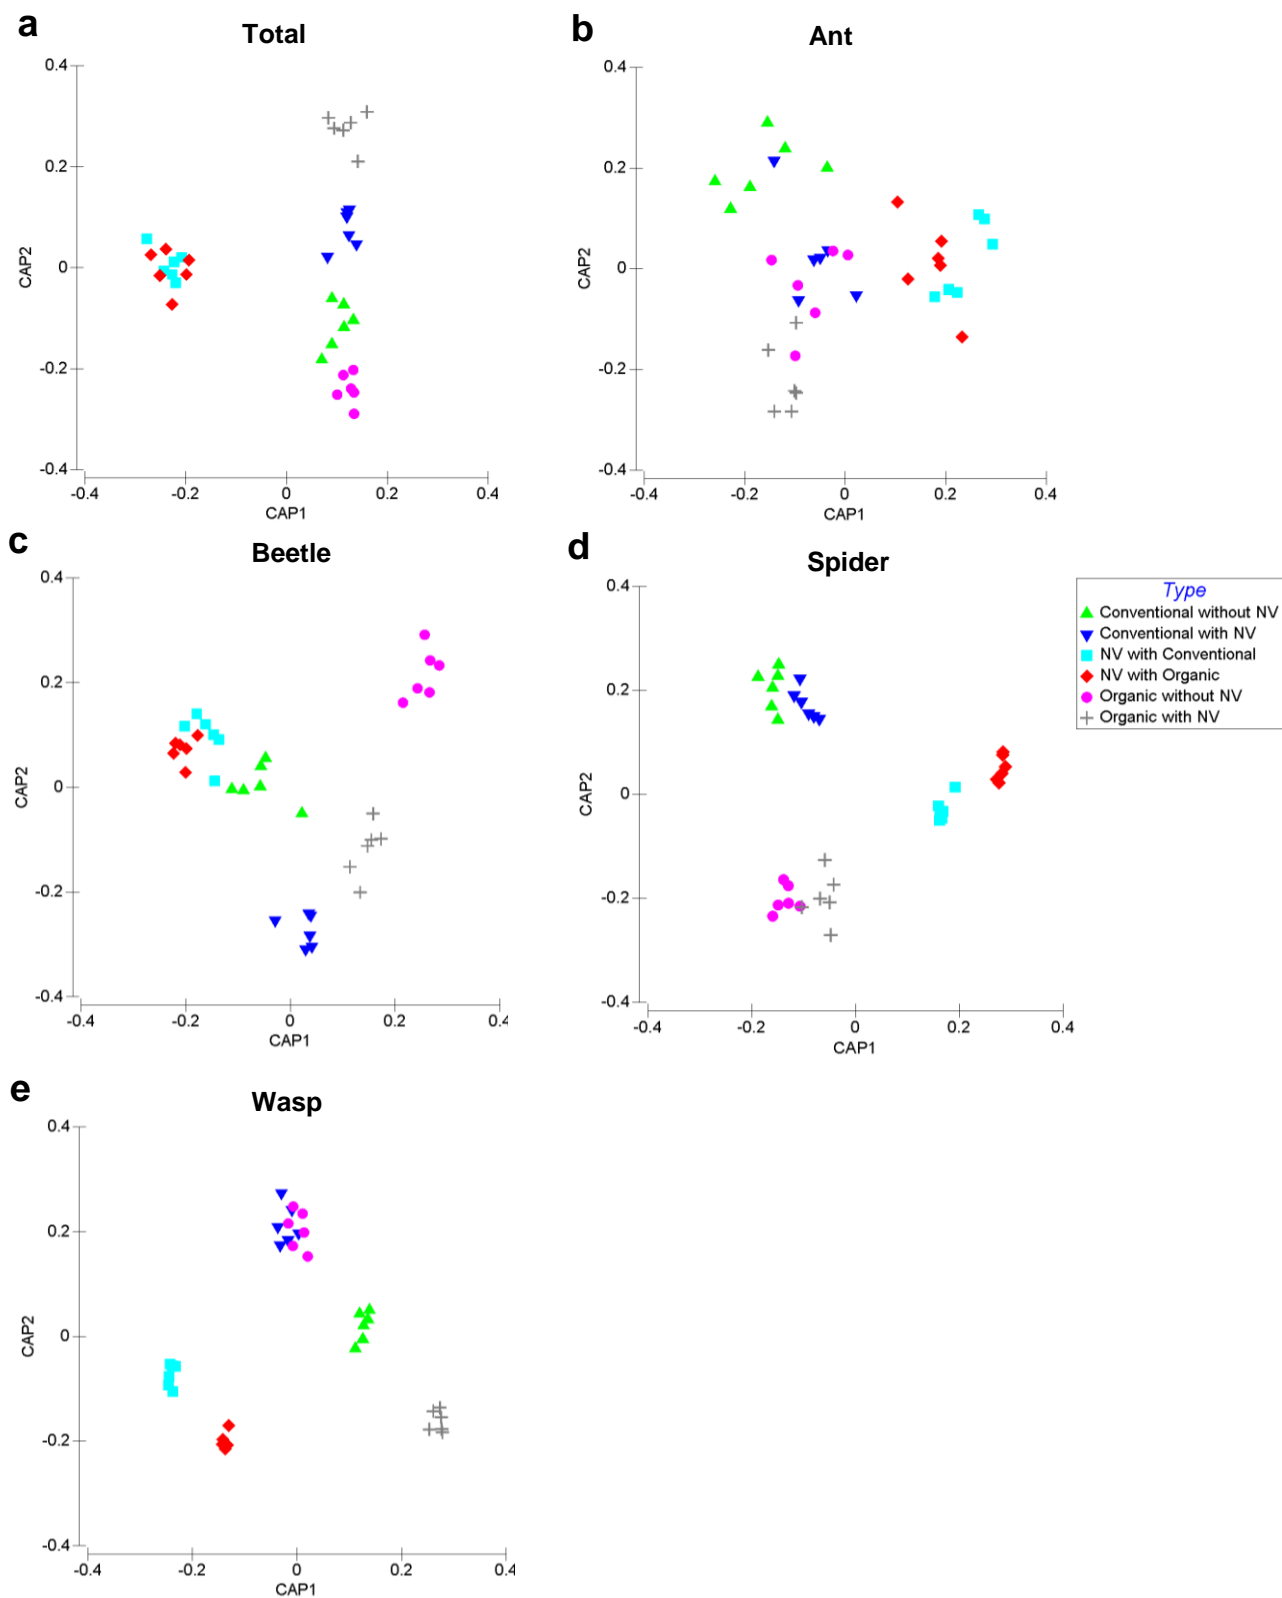 a
Total
0.4
0.2
0
-0.2
-0.4
CAP2
-0.4
-0.2
0
0.2
0.4
CAP1
b
Ant
0.4
0.2
0
-0.2
-0.4
CAP2
-0.4
-0.2
0
0.2
0.4
CAP1
c
Beetle
0.4
0.2
0
-0.2
-0.4
CAP2
-0.4
-0.2
0
0.2
0.4
CAP1
d
Spider
0.4
0.2
0
-0.2
-0.4
CAP2
-0.4
-0.2
0
0.2
0.4
CAP1
Type
Conventional without NV
Conventional with NV
NV with Conventional
NV with Organic
Organic without NV
Organic with NV
e
Wasp
0.4
0.2
0
-0.2
-0.4
CAP2
-0.4
-0.2
0
0.2
0.4
CAP1